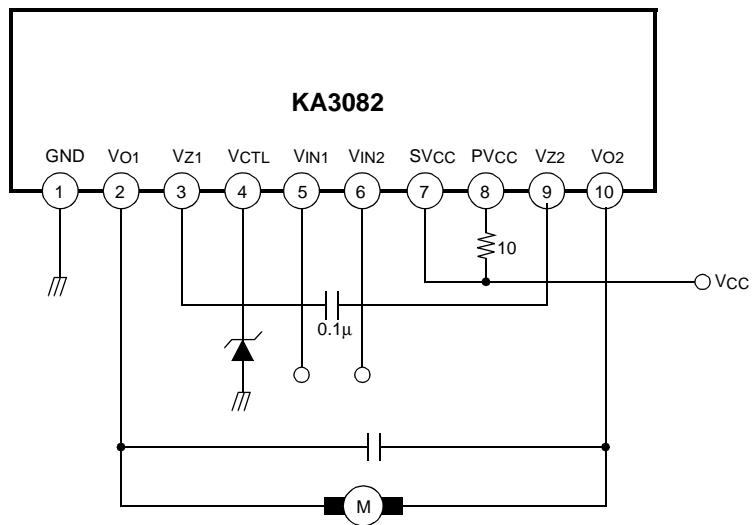 KA3082
GND VO1 VZ1 VCTL VIN1 VIN2 SVCC PVCC VZ2 VO2
1 2 3 4 5 6 7 8 9 10
10
VCC
0.1μ
M